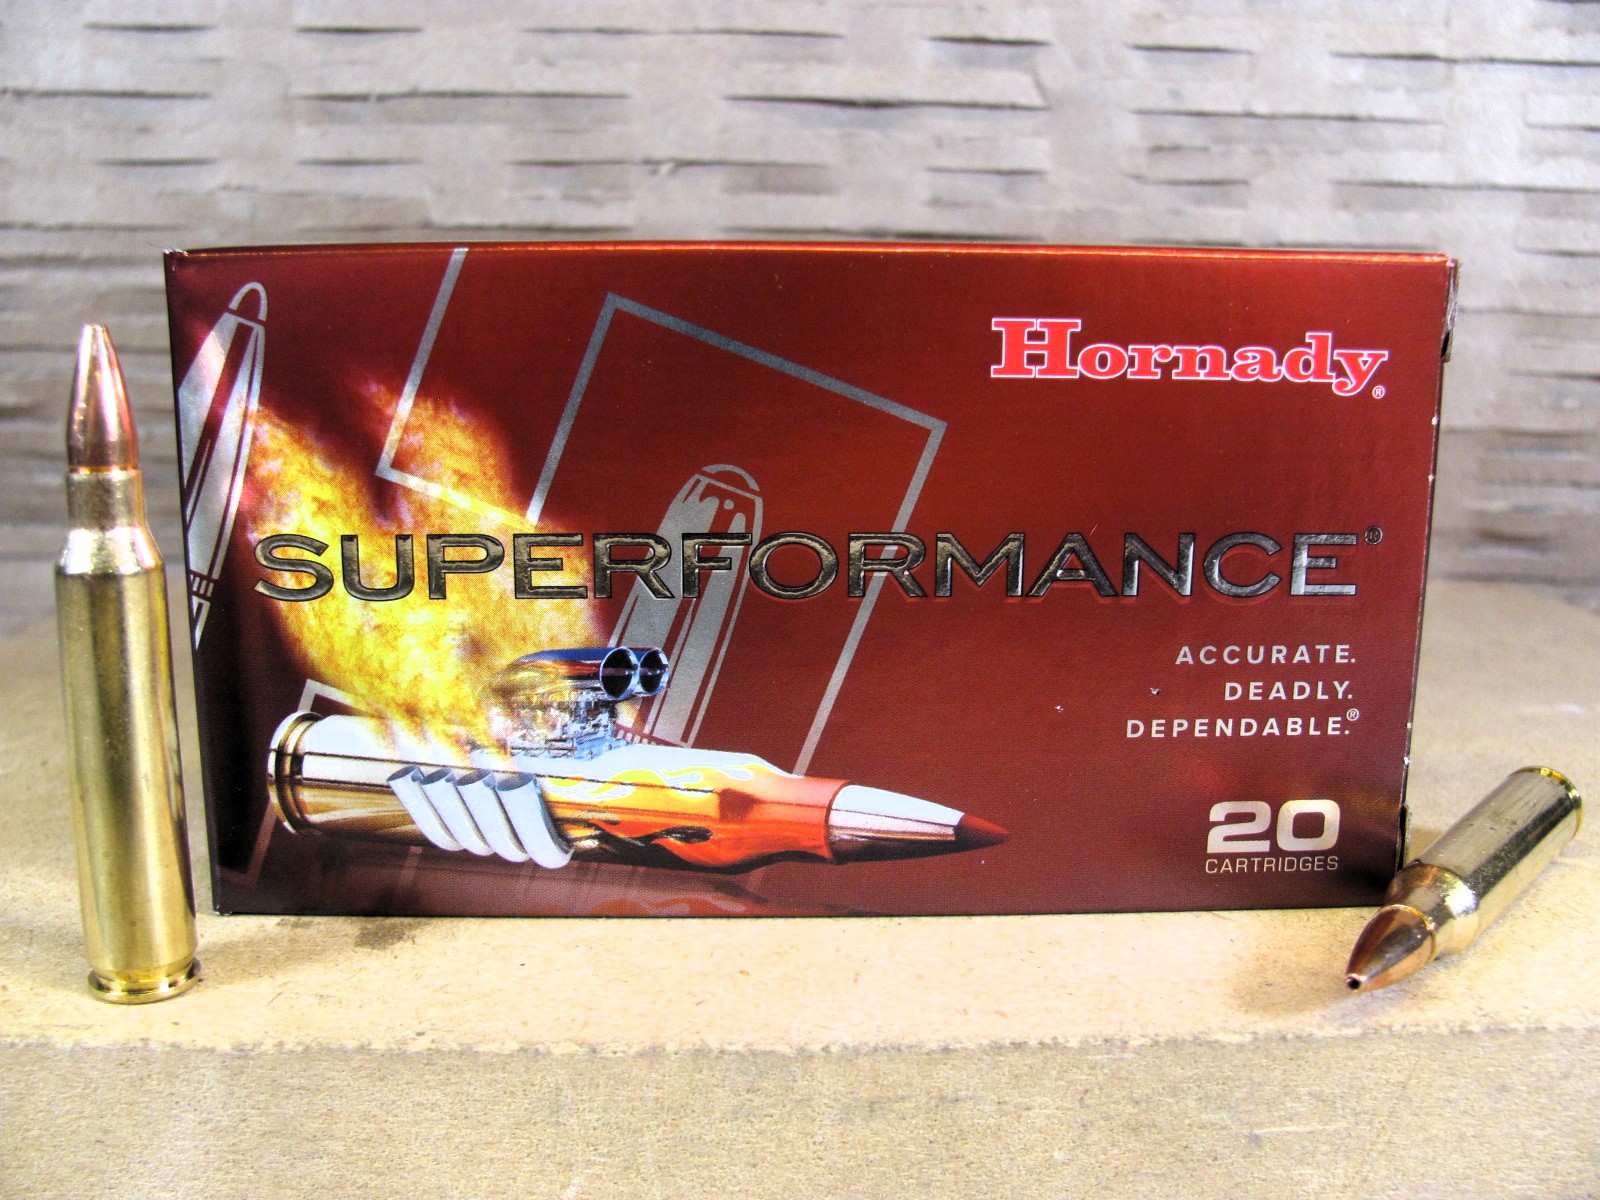 Hornady®
SUPERFORMANCE®
ACCURATE.
DEADLY.
DEPENDABLE.®
20
CARTRIDGES